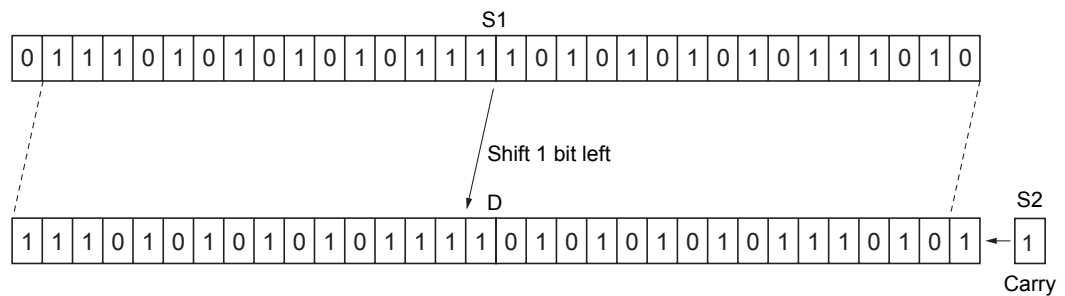 S1
0 1 1 1 0 1 0 1 0 1 0 1 0 1 1 1 1 0 1 0 1 0 1 0 1 0 1 1 1 0 1 0
Shift 1 bit left
D
S2
1 1 1 0 1 0 1 0 1 0 1 0 1 1 1 1 0 1 0 1 0 1 0 1 0 1 1 1 0 1 0 1 1
Carry